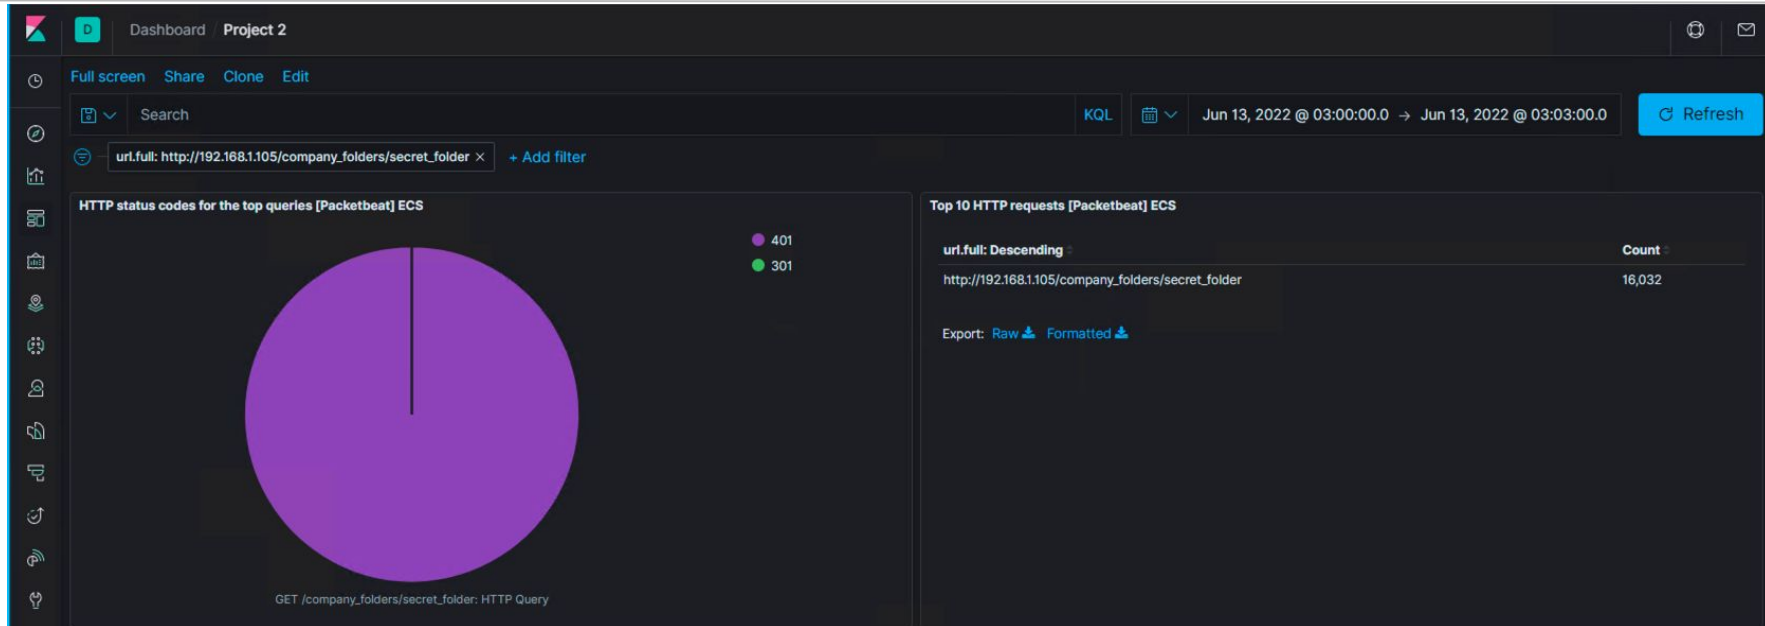 D Dashboard / Project 2
Full screen Share Clone Edit
Search KQL Jun 13, 2022 @ 03:00:00.0 → Jun 13, 2022 @ 03:03:00.0 Refresh
url.full: http://192.168.1.105/company_folders/secret_folder × + Add filter
HTTP status codes for the top queries [Packetbeat] ECS
401
301
GET /company_folders/secret_folder: HTTP Query
Top 10 HTTP requests [Packetbeat] ECS
url.full: Descending Count
http://192.168.1.105/company_folders/secret_folder 16,032
Export: Raw Formatted